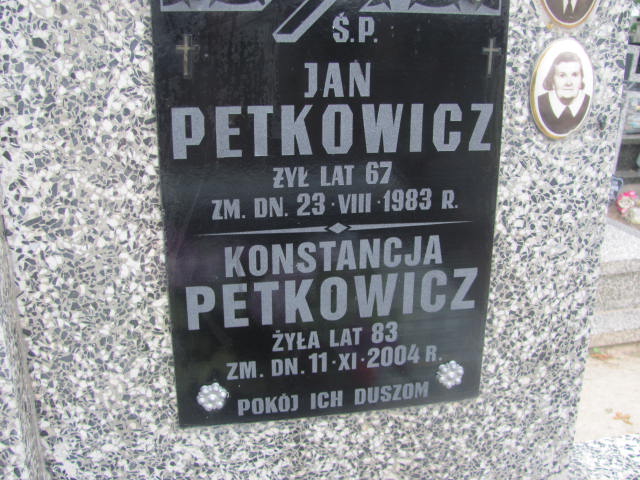 Ś.P.
JAN
PETKOWICZ
ŻYŁ LAT 67
ZM. DN. 23·VIII·1983 R.
KONSTANCJA
PETKOWICZ
ŻYŁA LAT 83
ZM. DN. 11·XI·2004 R.
POKÓJ ICH DUSZOM